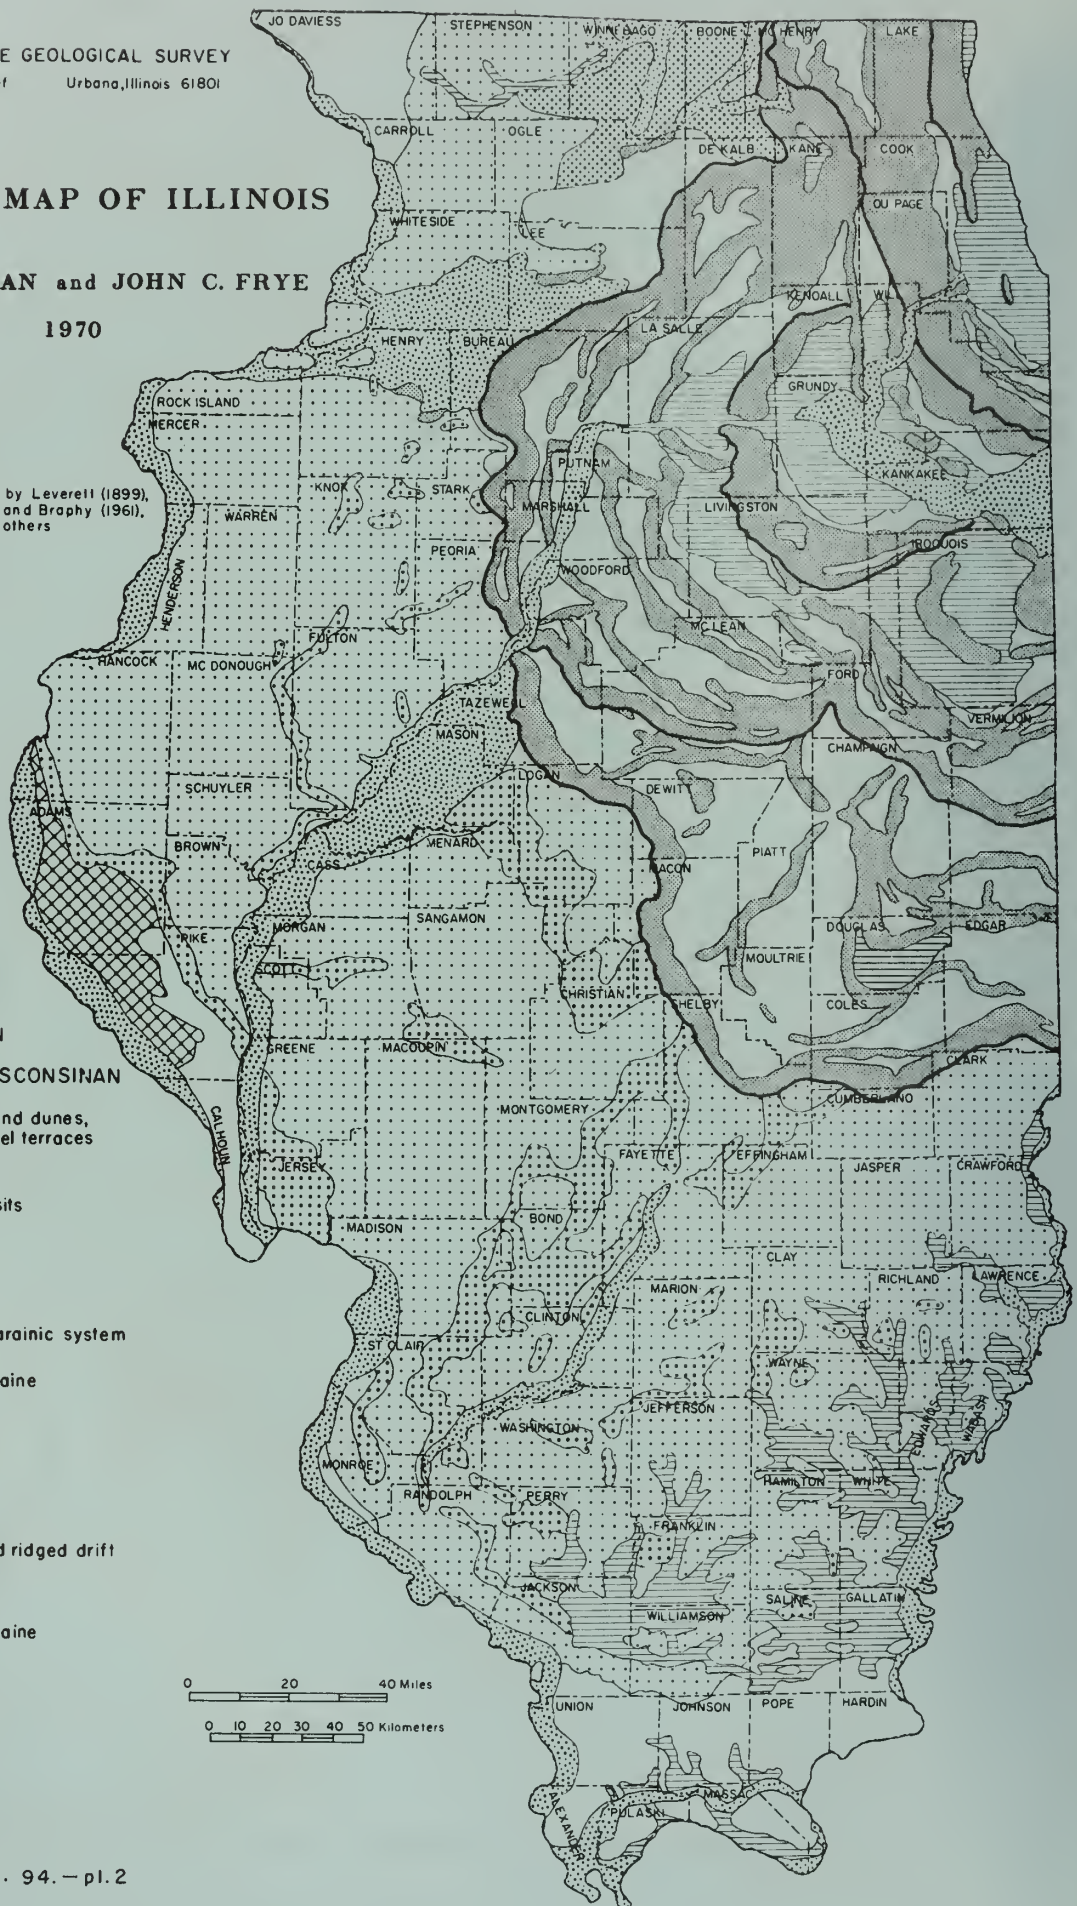 JO DAVIESS
STEPHENSON
WINNEBAGO
BOONE
MC HENRY
LAKE
E GEOLOGICAL SURVEY
Urbana, Illinois 61801
CARROLL
OGLE
DE KALB
KANE
COOK
MAP OF ILLINOIS
DU PAGE
WHITESIDE
LEE
AN and JOHN C. FRYE
1970
KENDALL
WILL
LA SALLE
HENRY
BUREAU
GRUNDY
ROCK ISLAND
MERCER
PUTNAM
KANKAKEE
KNOX
STARK
by Leverett (1899),
and Braphy (1961),
others
MARSHALL
LIVINGSTON
WARREN
PEORIA
IROQUOIS
WOODFORD
HENDERSON
MC LEAN
FULTON
HANCOCK
MC DONOUGH
FORD
TAZEWELL
VERMILION
MASON
CHAMPAIGN
LOGAN
SCHUYLER
DEWITT
ADAMS
BROWN
MENARD
PIATT
CASS
MACON
SANGAMON
MORGAN
DOUGLAS
EDGAR
PIKE
MOULTRIE
SCOTT
CHRISTIAN
SHELBY
COLES
N
GREENE
MACOUPIN
CLARK
SCONSINAN
CUMBERLAND
MONTGOMERY
nd dunes,
el terraces
CALHOUN
FAYETTE
EFFINGHAM
JASPER
CRAWFORD
JERSEY
sits
MADISON
BOND
CLAY
RICHLAND
LAWRENCE
MARION
CLINTON
arainic system
ST CLAIR
WAYNE
aine
JEFFERSON
EDWARDS
WABASH
WASHINGTON
MONROE
HAMILTON
WHITE
RANDOLPH
PERRY
FRANKLIN
d ridged drift
JACKSON
SALINE
GALLATIN
WILLIAMSON
aine
0 20 40 Miles
UNION
JOHNSON
POPE
HARDIN
0 10 20 30 40 50 Kilometers
MASSAC
PULASKI
ALEXANDER
. 94. — pl. 2